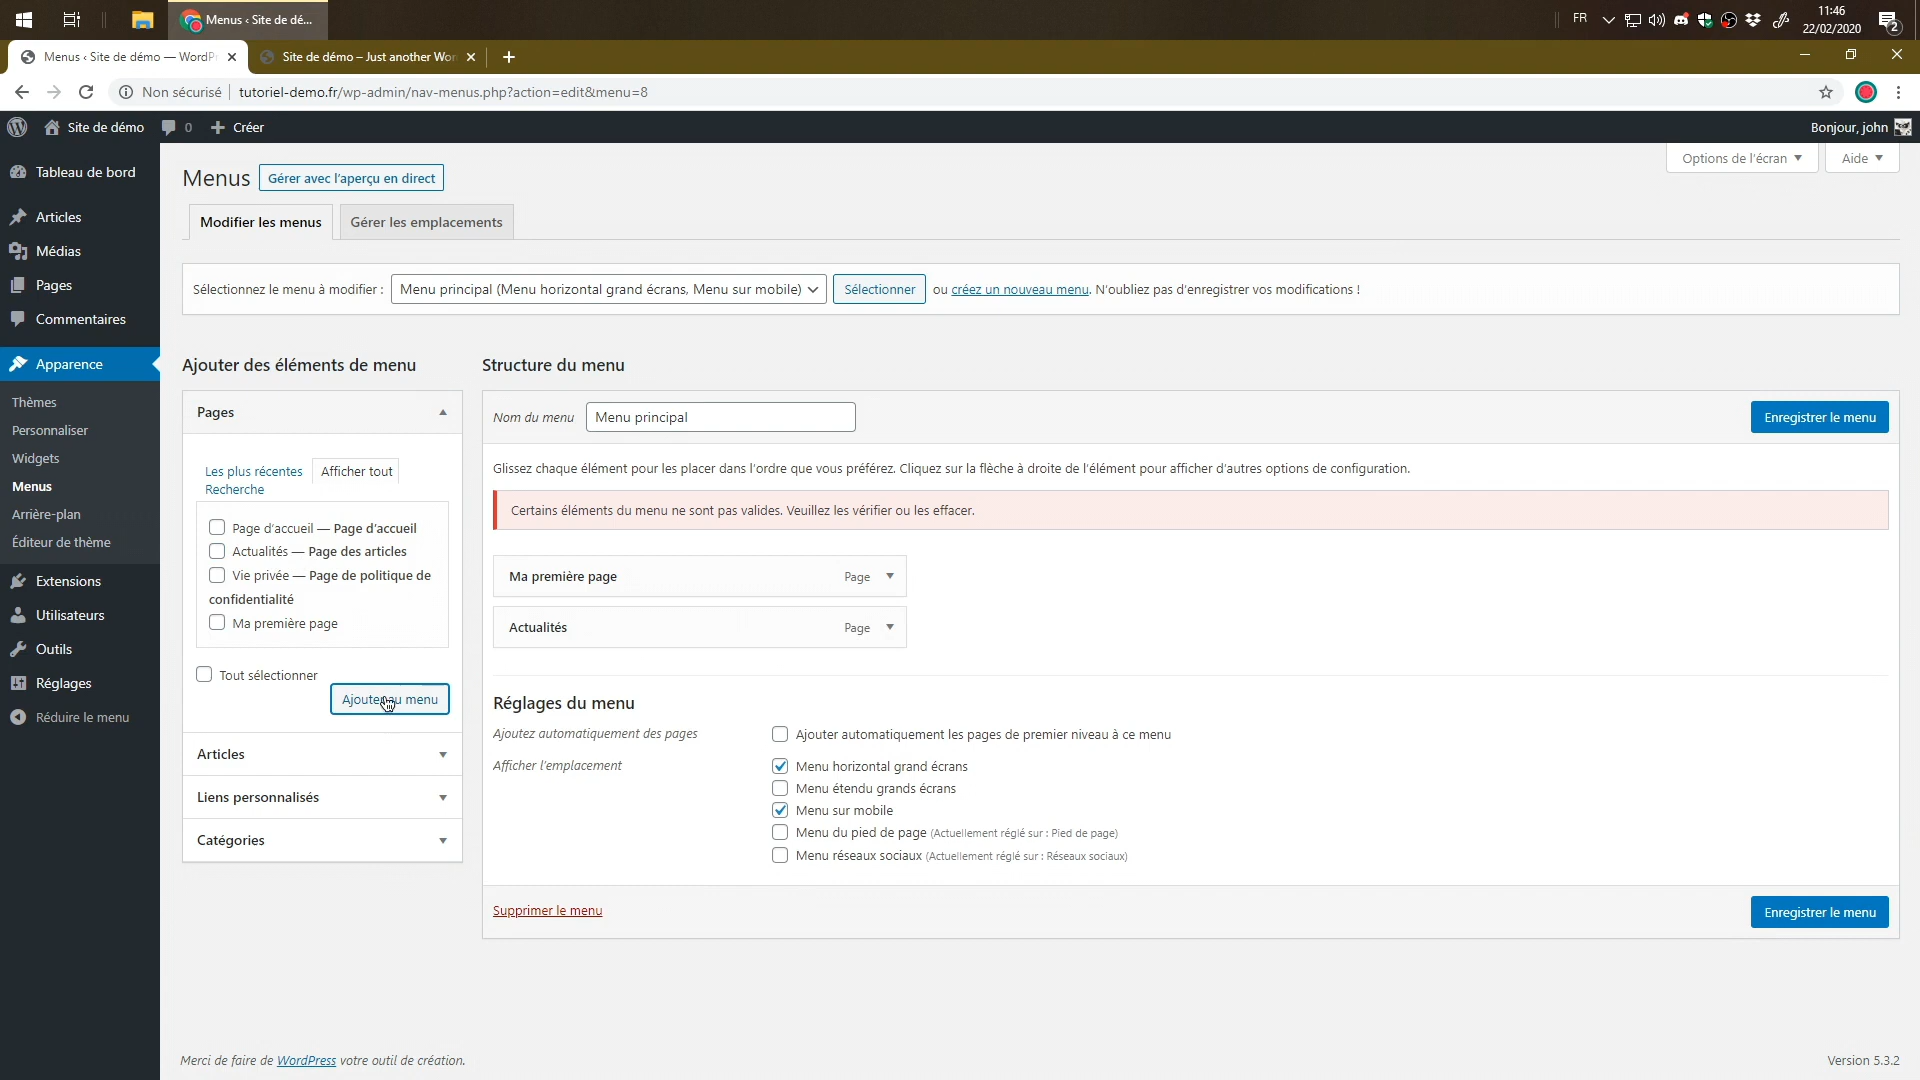 Menus ‹ Site de dé...
FR
11:46
22/02/2020
2
Menus ‹ Site de démo — WordPr
Site de démo – Just another Wor
Non sécurisé
tutoriel-demo.fr/wp-admin/nav-menus.php?action=edit&menu=8
Site de démo
0
Créer
Bonjour, john
Options de l'écran
Aide
Tableau de bord
Articles
Médias
Pages
Commentaires
Apparence
Thèmes
Personnaliser
Widgets
Menus
Arrière-plan
Éditeur de thème
Extensions
Utilisateurs
Outils
Réglages
Réduire le menu
Menus
Gérer avec l'aperçu en direct
Modifier les menus
Gérer les emplacements
Sélectionnez le menu à modifier :
Menu principal (Menu horizontal grand écrans, Menu sur mobile)
Sélectionner
ou créez un nouveau menu. N'oubliez pas d'enregistrer vos modifications !
Ajouter des éléments de menu
Pages
Les plus récentes
Afficher tout
Recherche
Page d'accueil — Page d'accueil
Actualités — Page des articles
Vie privée — Page de politique de
confidentialité
Ma première page
Tout sélectionner
Ajouter au menu
Articles
Liens personnalisés
Catégories
Structure du menu
Nom du menu
Menu principal
Enregistrer le menu
Glissez chaque élément pour les placer dans l'ordre que vous préférez. Cliquez sur la flèche à droite de l'élément pour afficher d'autres options de configuration.
Certains éléments du menu ne sont pas valides. Veuillez les vérifier ou les effacer.
Ma première page
Page
Actualités
Page
Réglages du menu
Ajoutez automatiquement des pages
Ajouter automatiquement les pages de premier niveau à ce menu
Afficher l'emplacement
Menu horizontal grand écrans
Menu étendu grands écrans
Menu sur mobile
Menu du pied de page (Actuellement réglé sur : Pied de page)
Menu réseaux sociaux (Actuellement réglé sur : Réseaux sociaux)
Supprimer le menu
Enregistrer le menu
Merci de faire de WordPress votre outil de création.
Version 5.3.2